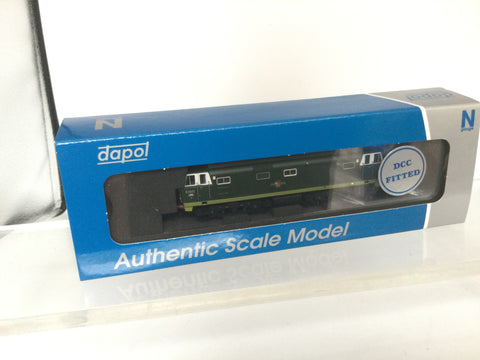 N
dapol
N
DCC
FITTED
Authentic Scale Model